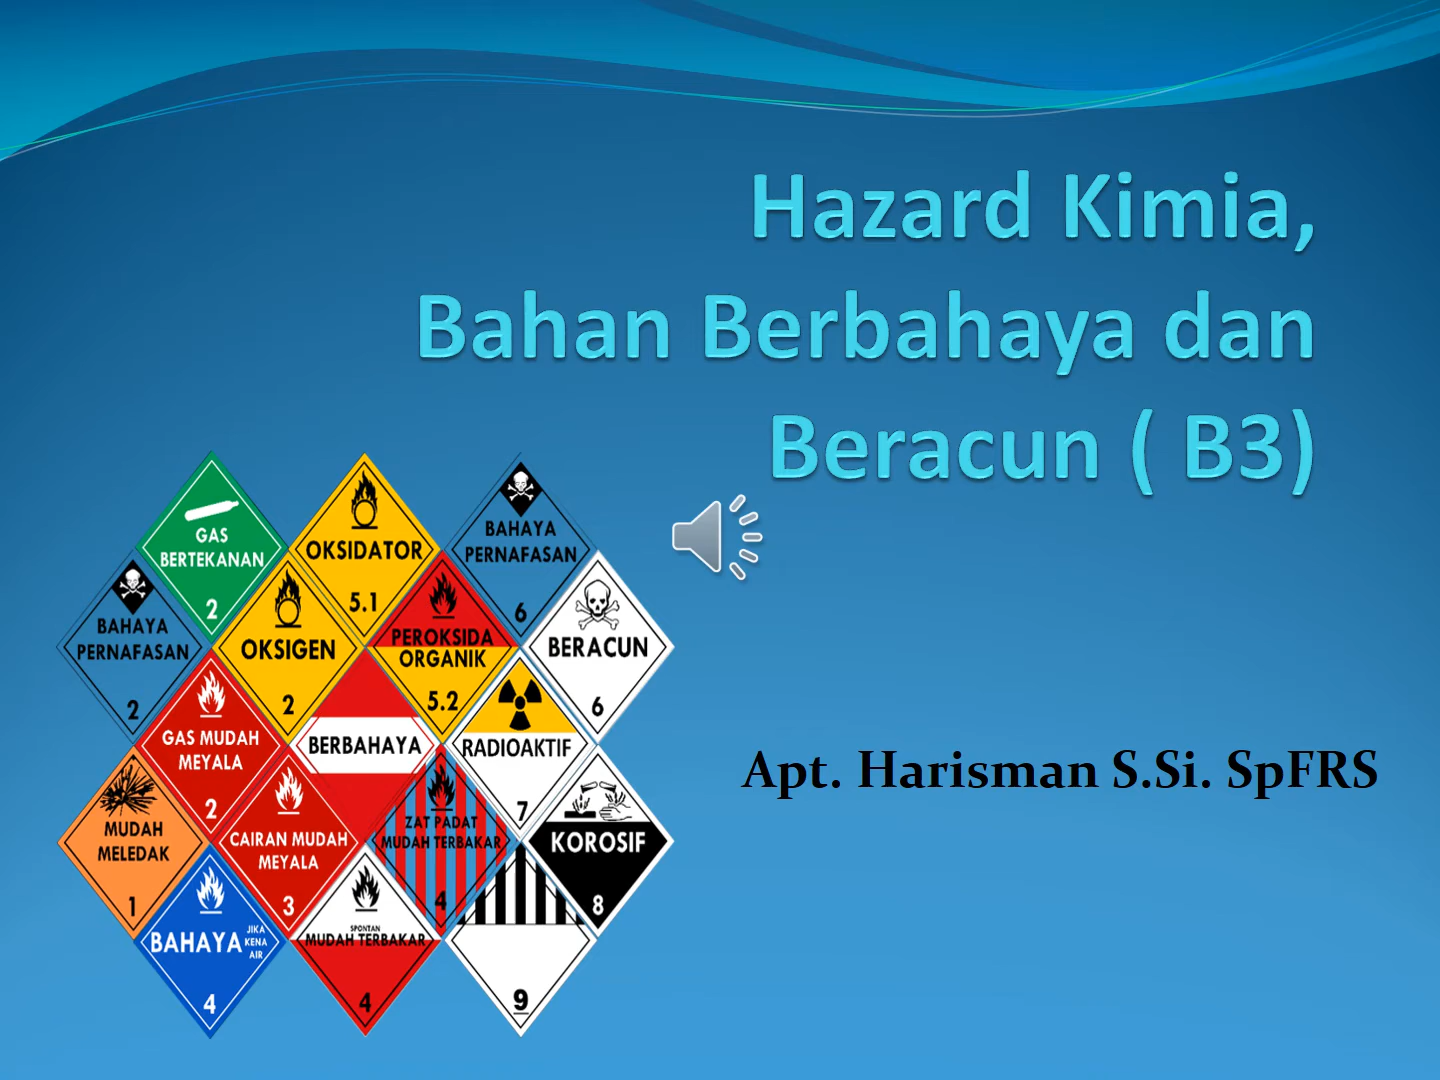 Hazard Kimia,
Bahan Berbahaya dan
Beracun ( B3)
Apt. Harisman S.Si. SpFRS
GAS
BERTEKANAN
2
OKSIDATOR
5.1
BAHAYA
PERNAFASAN
6
BAHAYA
PERNAFASAN
2
OKSIGEN
2
PEROKSIDA
ORGANIK
5.2
BERACUN
6
GAS MUDAH
MEYALA
2
BERBAHAYA
RADIOAKTIF
7
MUDAH
MELEDAK
1
CAIRAN MUDAH
MEYALA
3
ZAT PADAT
MUDAH TERBAKAR
4
KOROSIF
8
BAHAYA JIKA
KENA
AIR
4
SPONTAN
MUDAH TERBAKAR
4
9